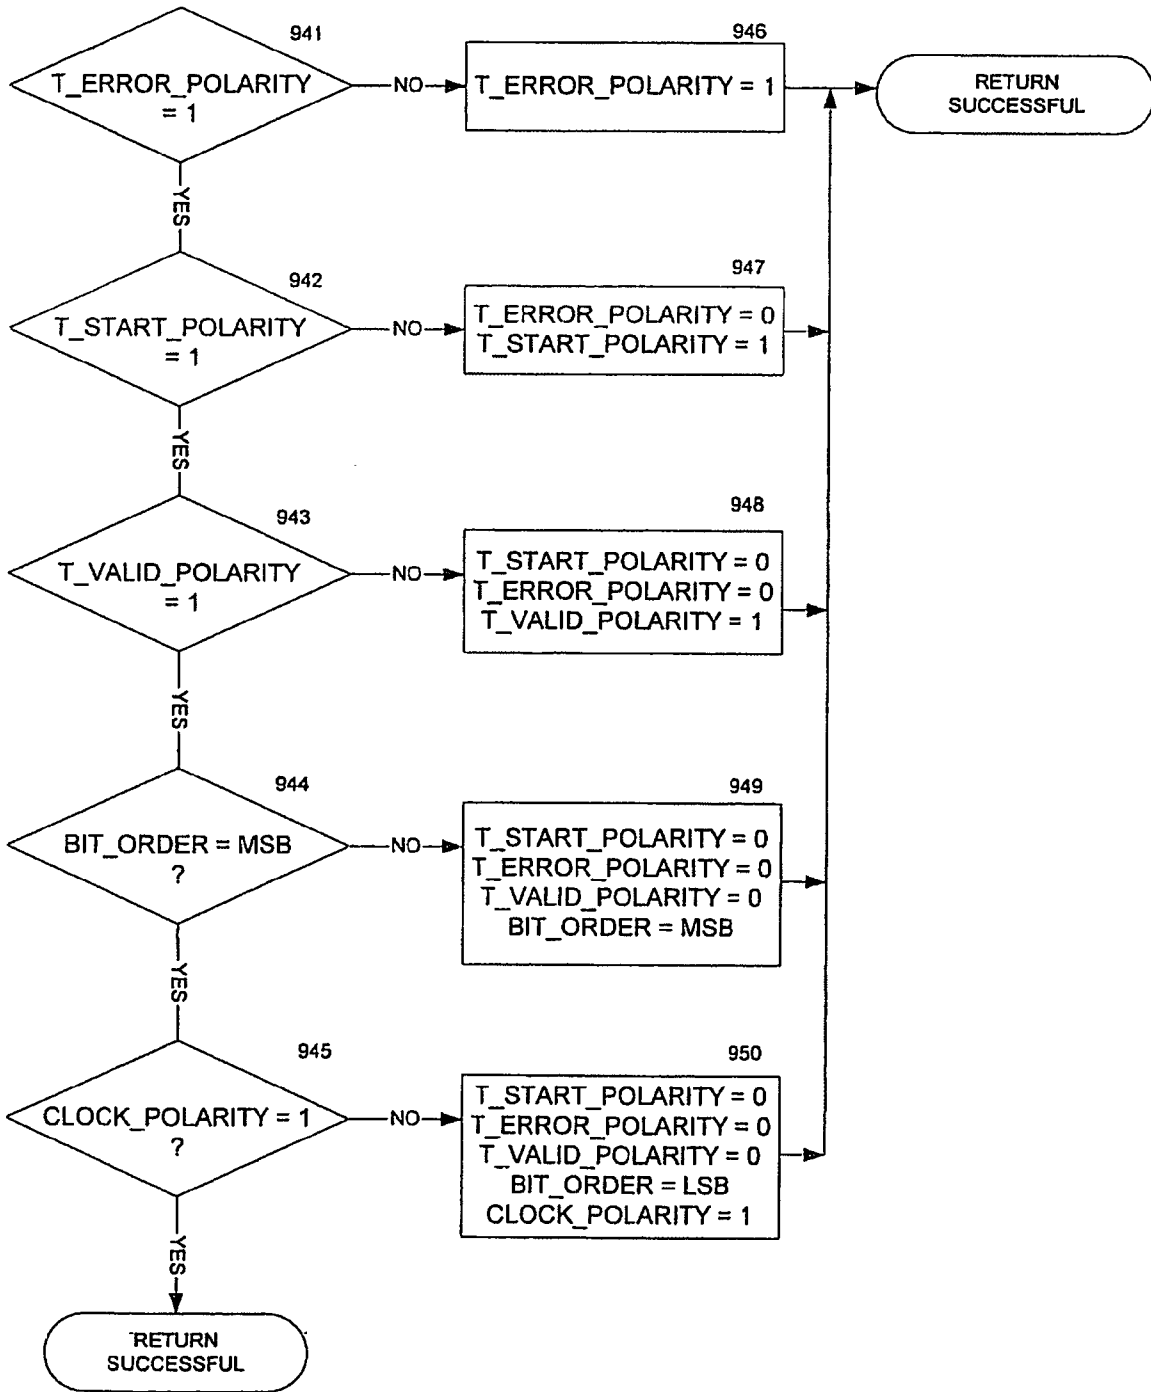 941
T_ERROR_POLARITY
= 1
NO
946
T_ERROR_POLARITY = 1
RETURN
SUCCESSFUL
YES
942
T_START_POLARITY
= 1
NO
947
T_ERROR_POLARITY = 0
T_START_POLARITY = 1
YES
943
T_VALID_POLARITY
= 1
NO
948
T_START_POLARITY = 0
T_ERROR_POLARITY = 0
T_VALID_POLARITY = 1
YES
944
BIT_ORDER = MSB
?
NO
949
T_START_POLARITY = 0
T_ERROR_POLARITY = 0
T_VALID_POLARITY = 0
BIT_ORDER = MSB
YES
945
CLOCK_POLARITY = 1
?
NO
950
T_START_POLARITY = 0
T_ERROR_POLARITY = 0
T_VALID_POLARITY = 0
BIT_ORDER = LSB
CLOCK_POLARITY = 1
YES
RETURN
SUCCESSFUL